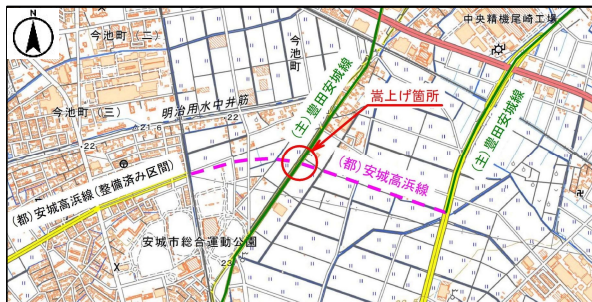 中央精機尾崎工場
今池町(二)
今池町
(主)豊田安城線
嵩上げ箇所
(主)豊田安城線
今池町(三)
明治用水中井筋
22
21.6
22
(都)安城高浜線(整備済み区間)
(都)安城高浜線
安城市総合運動公園
23